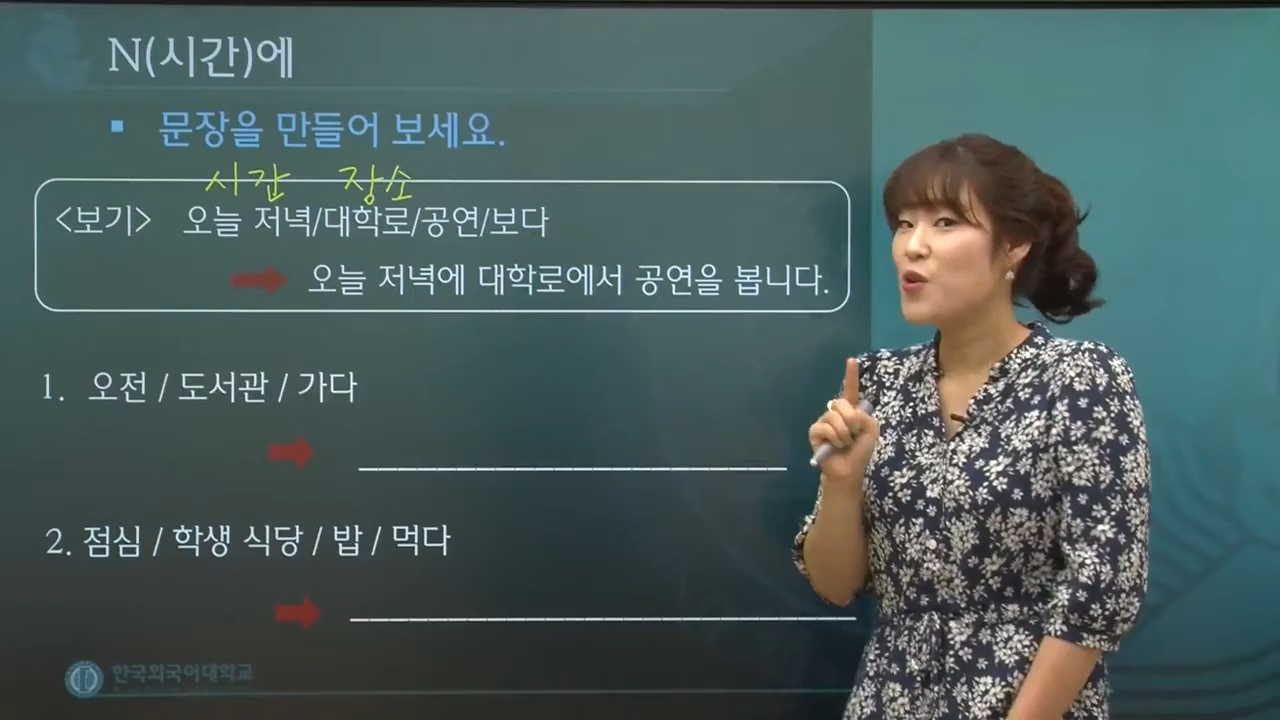 N(시간)에
▪ 문장을 만들어 보세요.
시간 장소
<보기> 오늘 저녁/대학로/공연/보다
오늘 저녁에 대학로에서 공연을 봅니다.
1. 오전 / 도서관 / 가다
2. 점심 / 학생 식당 / 밥 / 먹다
한국외국어대학교